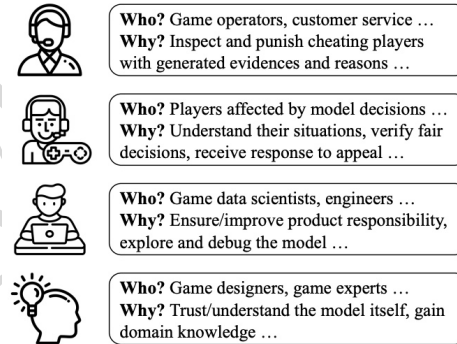 Who? Game operators, customer service …
Why? Inspect and punish cheating players
with generated evidences and reasons …
Who? Players affected by model decisions …
Why? Understand their situations, verify fair
decisions, receive response to appeal …
Who? Game data scientists, engineers …
Why? Ensure/improve product responsibility,
explore and debug the model …
Who? Game designers, game experts …
Why? Trust/understand the model itself, gain
domain knowledge …